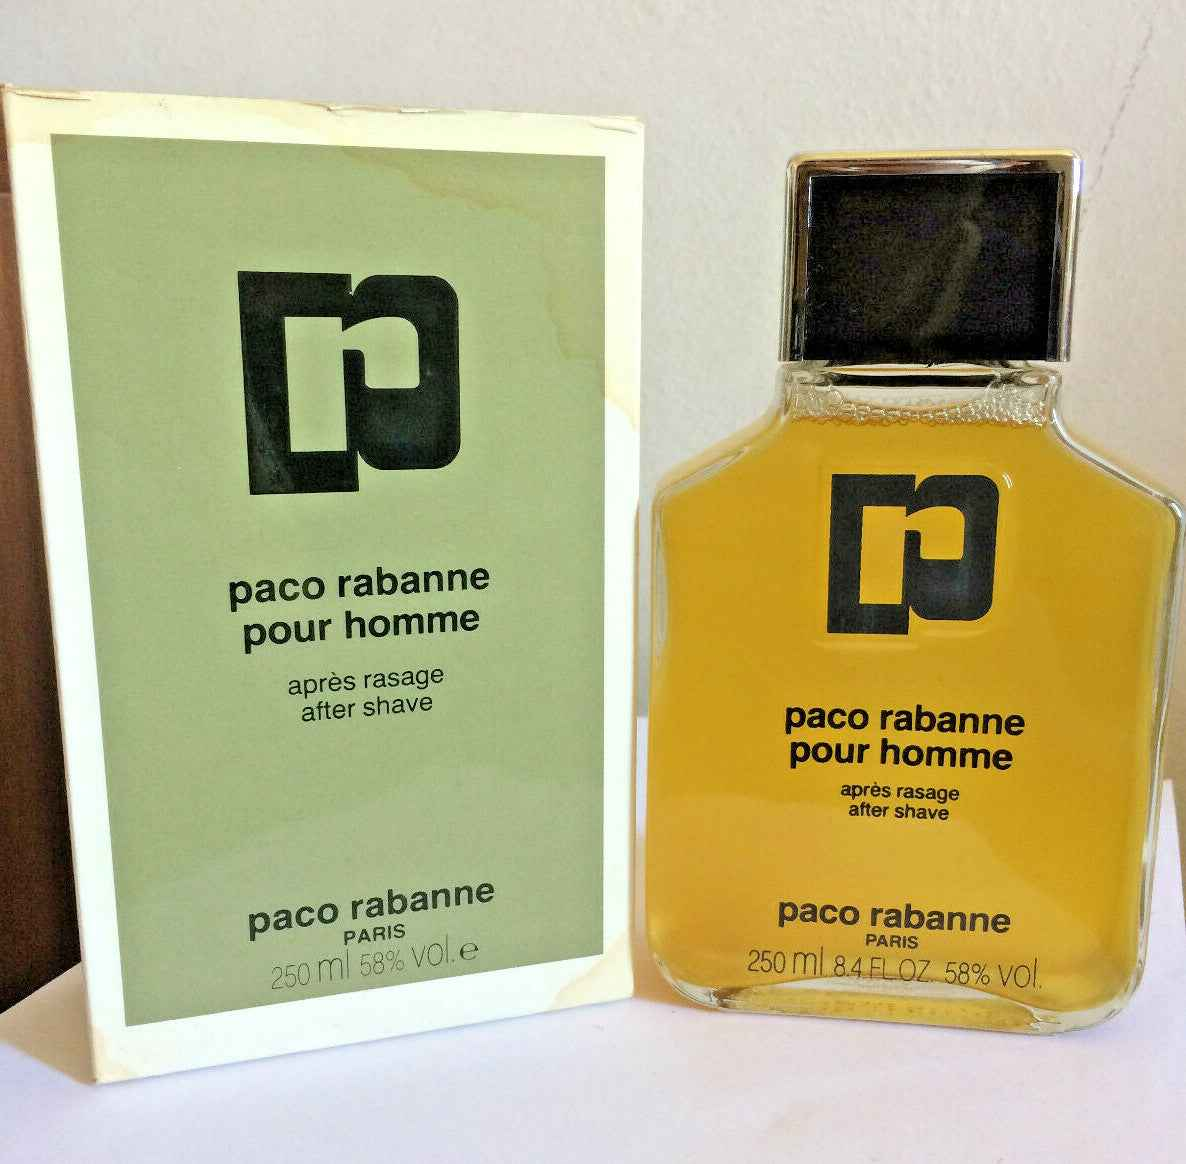 paco rabanne
pour homme
après rasage
after shave
paco rabanne
PARIS
250 ml 58% vol. e
paco rabanne
pour homme
après rasage
after shave
paco rabanne
PARIS
250 ml 8.4 FL.OZ. 58% vol.